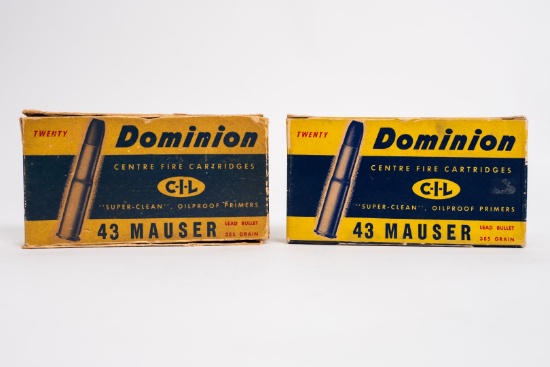 TWENTY
Dominion
CENTRE FIRE CARTRIDGES
C-I-L
"SUPER-CLEAN", OILPROOF PRIMERS
43 MAUSER
LEAD BULLET
385 GRAIN
TWENTY
Dominion
CENTRE FIRE CARTRIDGES
C-I-L
"SUPER-CLEAN", OILPROOF PRIMERS
43 MAUSER
LEAD BULLET
385 GRAIN